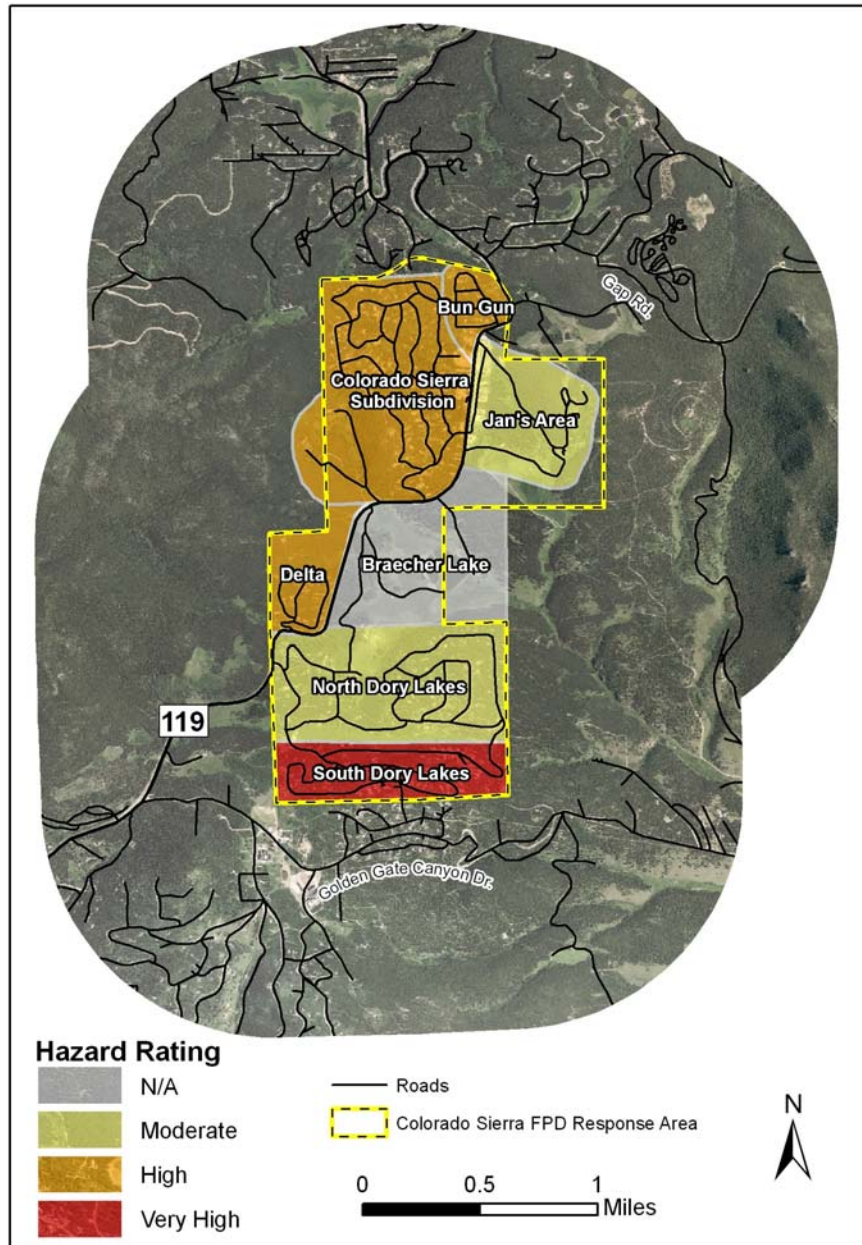 Bun Gun
Gap Rd.
Colorado Sierra
Subdivision
Jan's Area
Delta
Braecher Lake
North Dory Lakes
119
South Dory Lakes
Golden Gate Canyon Dr.
Hazard Rating
N/A
Moderate
High
Very High
Roads
Colorado Sierra FPD Response Area
0 0.5 1
Miles
N